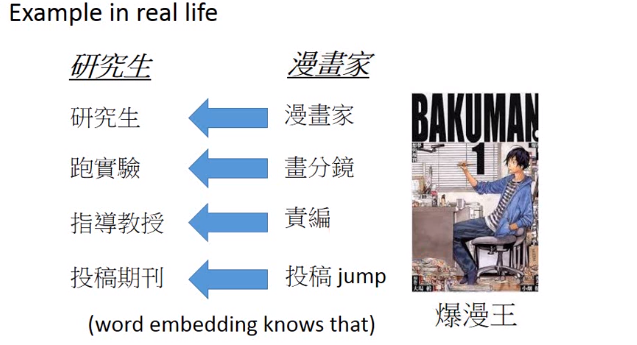 Example in real life
研究生 漫畫家
研究生 漫畫家
跑實驗 畫分鏡
指導教授 責編
投稿期刊 投稿 jump
(word embedding knows that)
BAKUMAN
1
爆漫王